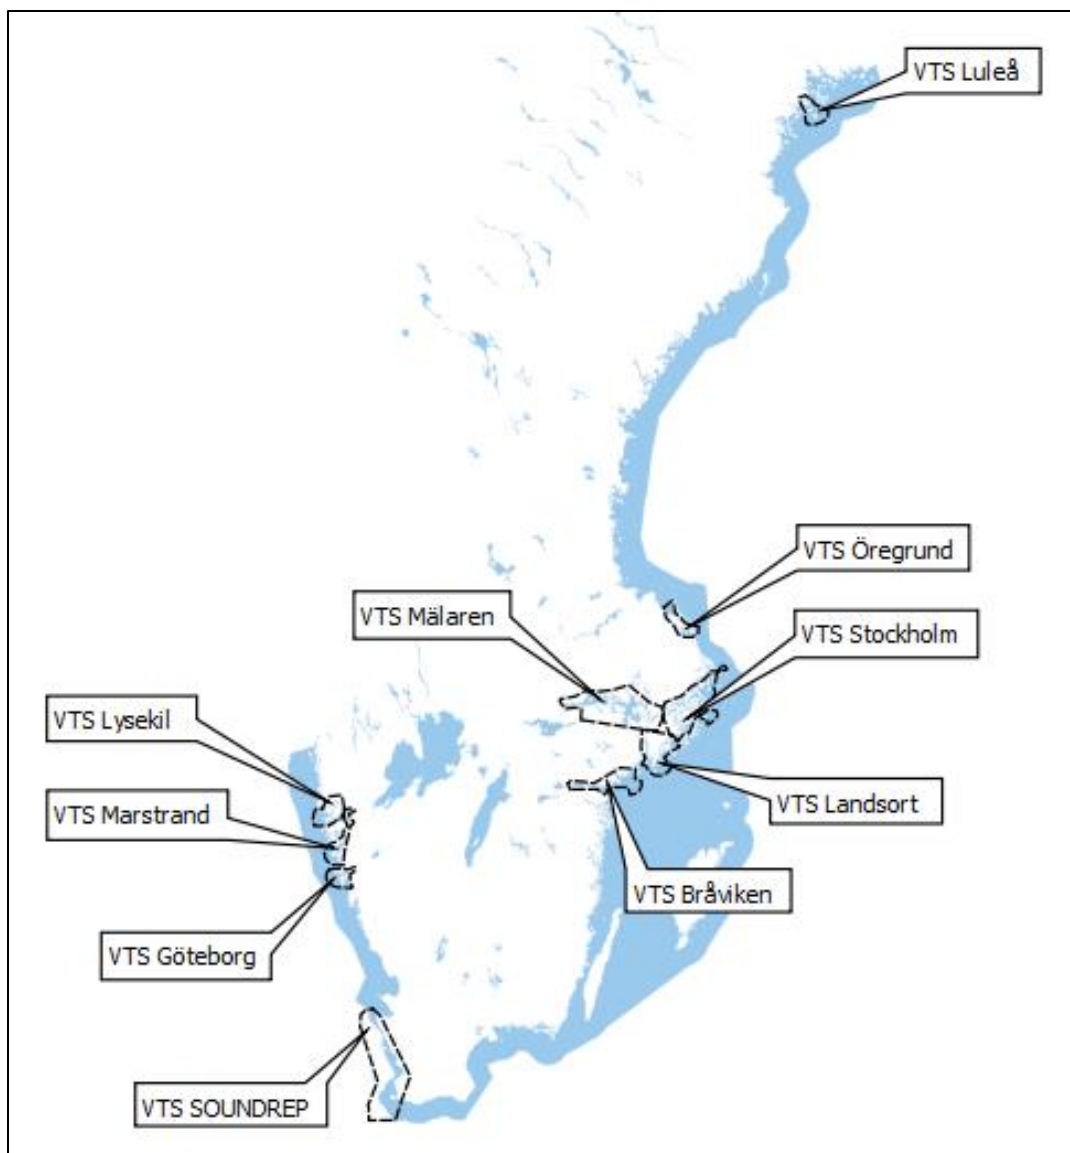 VTS Luleå
VTS Öregrund
VTS Mälaren
VTS Stockholm
VTS Lysekil
VTS Marstrand
VTS Landsort
VTS Bråviken
VTS Göteborg
VTS SOUNDREP